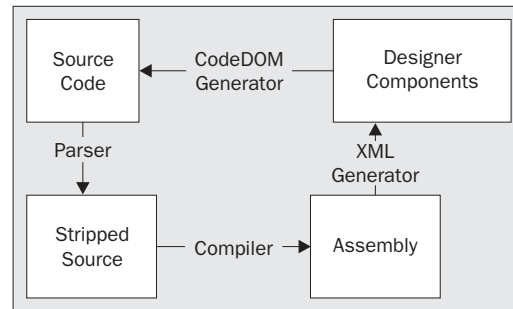 Source
Code
CodeDOM
Generator
Designer
Components
Parser
XML
Generator
Stripped
Source
Compiler
Assembly